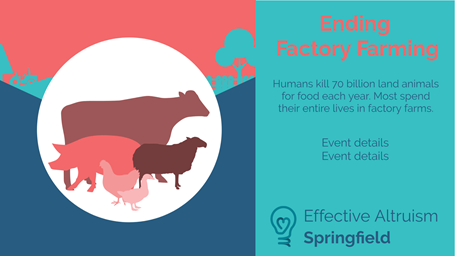 Ending
Factory Farming
Humans kill 70 billion land animals
for food each year. Most spend
their entire lives in factory farms.
Event details
Event details
Effective Altruism
Springfield